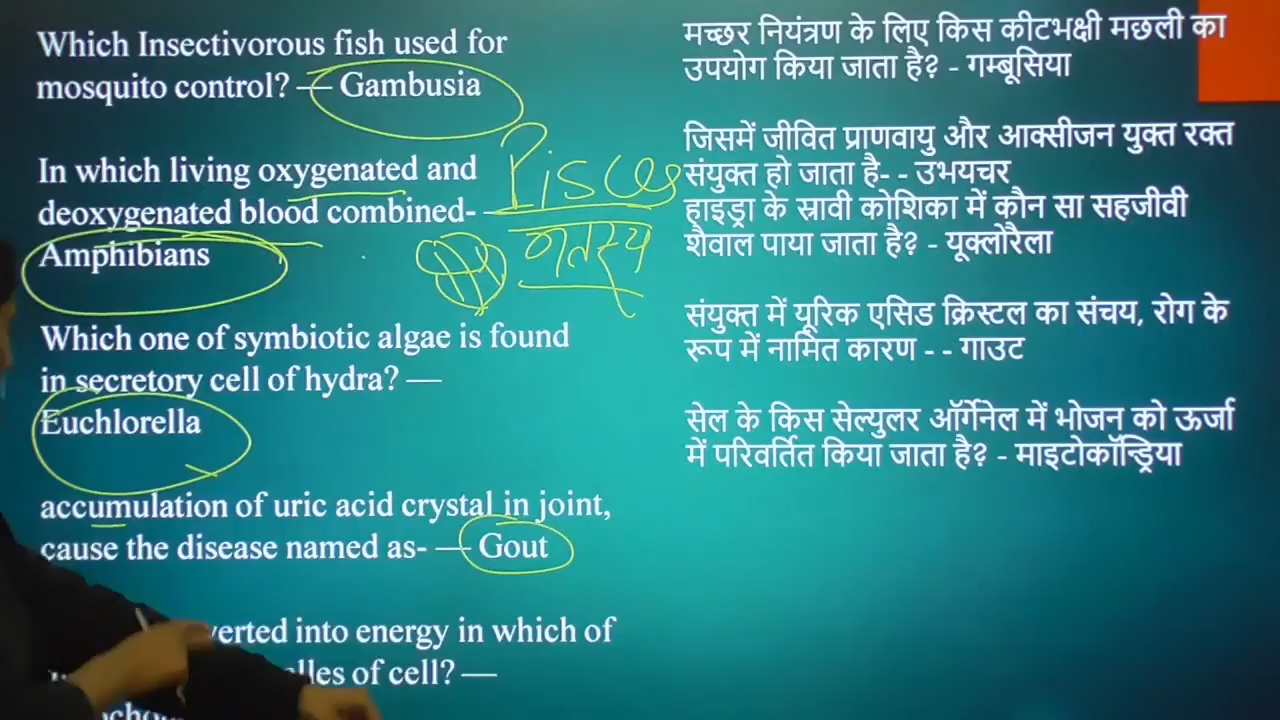 Which Insectivorous fish used for
mosquito control? — Gambusia
In which living oxygenated and
deoxygenated blood combined- —
Amphibians
Which one of symbiotic algae is found
in secretory cell of hydra? —
Euchlorella
accumulation of uric acid crystal in joint,
cause the disease named as- — Gout
verted into energy in which of
lles of cell? —
Pisces
मत्स्य
मच्छर नियंत्रण के लिए किस कीटभक्षी मछली का
उपयोग किया जाता है? - गम्बूसिया
जिसमें जीवित प्राणवायु और आक्सीजन युक्त रक्त
संयुक्त हो जाता है- - उभयचर
हाइड्रा के स्रावी कोशिका में कौन सा सहजीवी
शैवाल पाया जाता है? - यूक्लोरैला
संयुक्त में यूरिक एसिड क्रिस्टल का संचय, रोग के
रूप में नामित कारण - - गाउट
सेल के किस सेल्युलर ऑर्गेनेल में भोजन को ऊर्जा
में परिवर्तित किया जाता है? - माइटोकॉन्ड्रिया